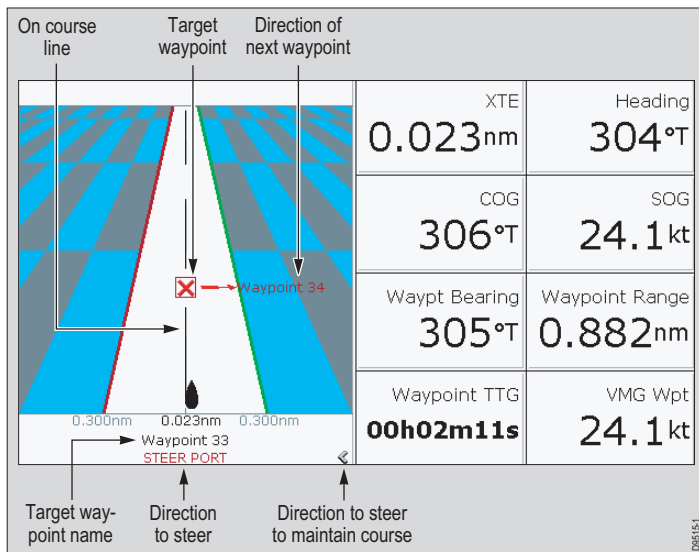 On course
line
Target
waypoint
Direction of
next waypoint
XTE
0.023nm
Heading
304°T
COG
306°T
SOG
24.1kt
Waypoint 34
Waypt Bearing
305°T
Waypoint Range
0.882nm
Waypoint TTG
00h02m11s
VMG Wpt
24.1kt
0.300nm 0.023nm 0.300nm
Waypoint 33
STEER PORT
Target way-
point name
Direction
to steer
Direction to steer
to maintain course
D9115-1